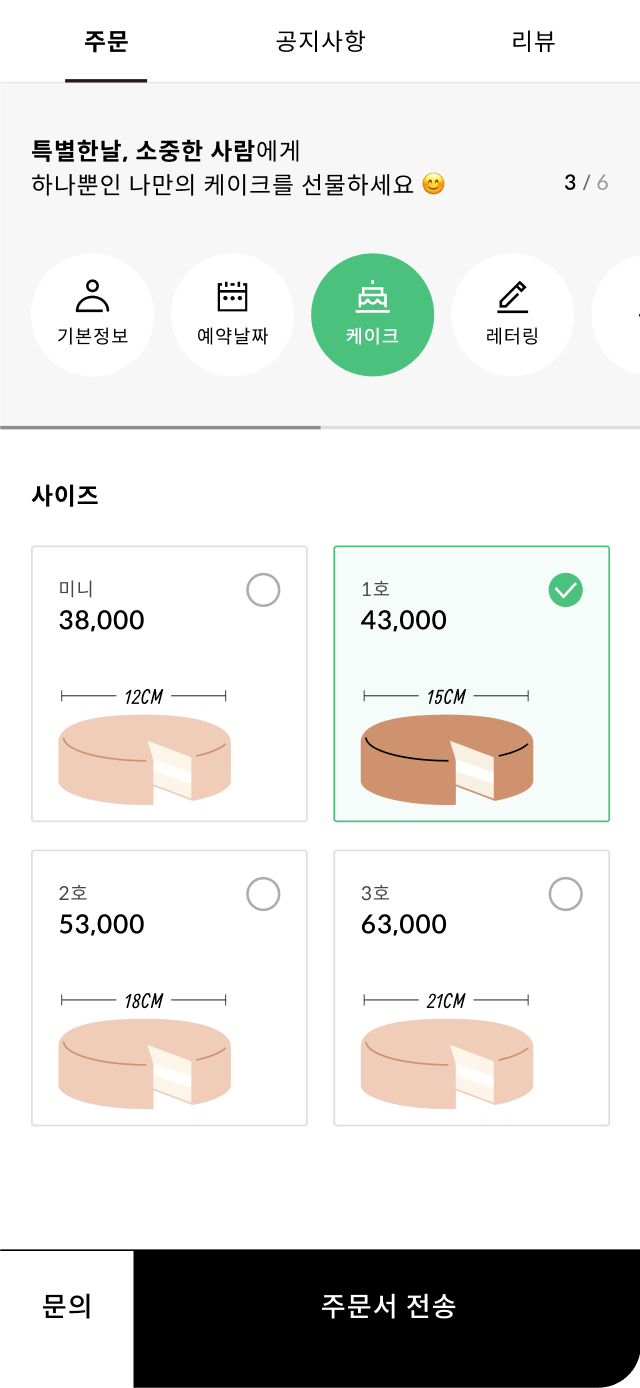 주문
공지사항
리뷰
특별한날, 소중한 사람에게
하나뿐인 나만의 케이크를 선물하세요 😊
3 / 6
기본정보
예약날짜
케이크
레터링
사이즈
미니
38,000
12CM
1호
43,000
15CM
2호
53,000
18CM
3호
63,000
21CM
문의
주문서 전송